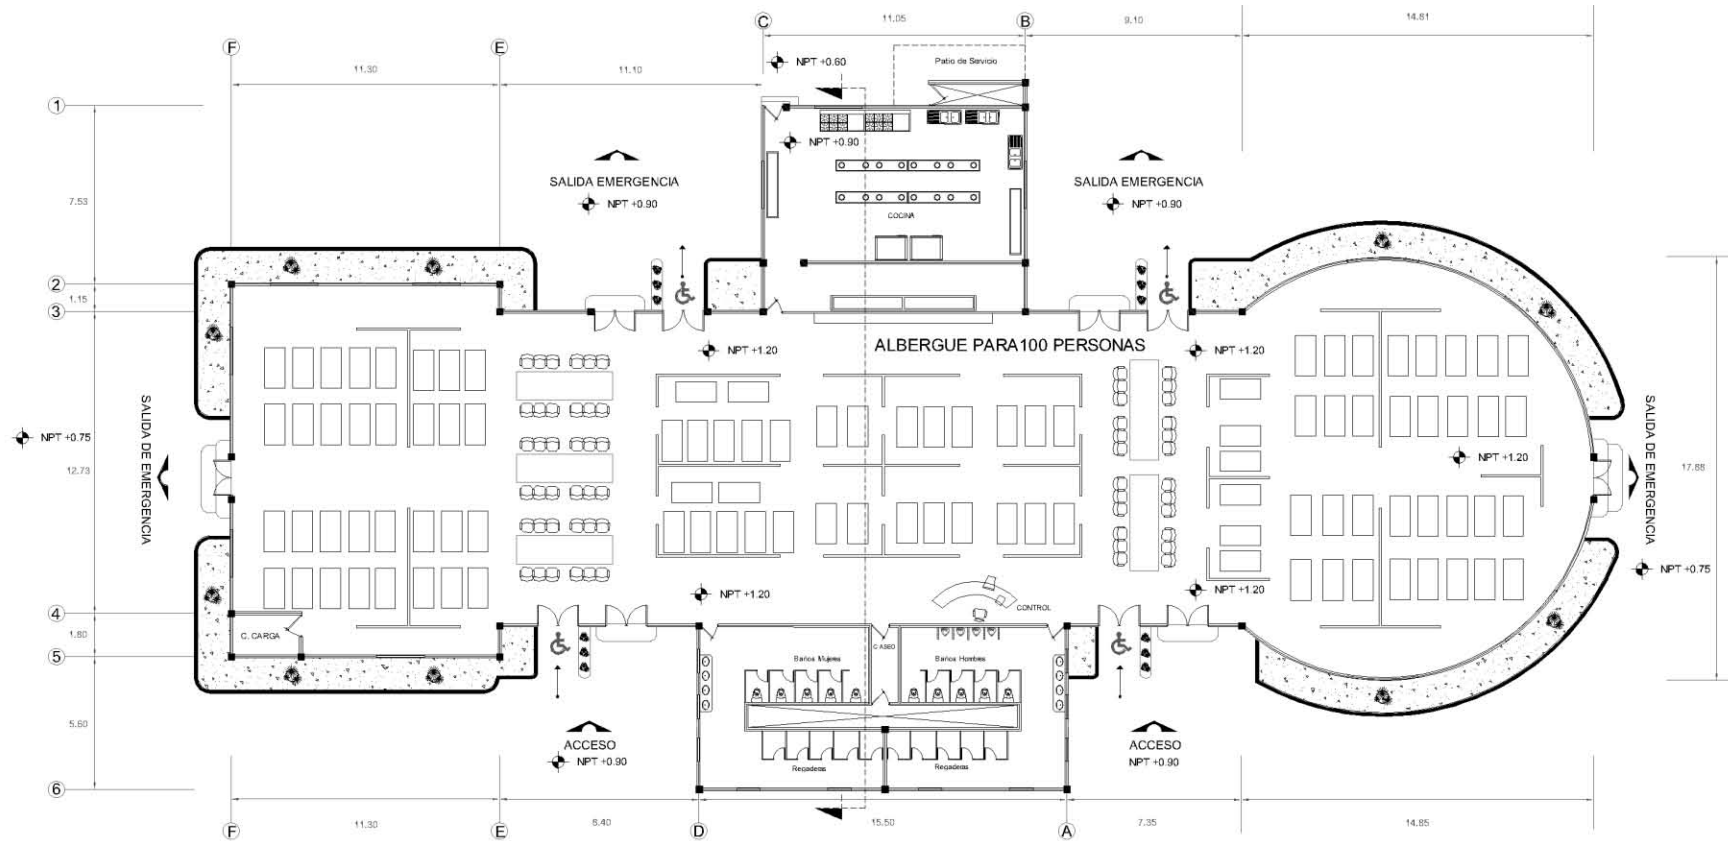 C
B
11.05
9.10
14.81
F
E
11.30
11.10
NPT +0.60
Patio de Servicio
1
NPT +0.90
SALIDA EMERGENCIA
NPT +0.90
SALIDA EMERGENCIA
NPT +0.90
7.53
COCINA
2
1.15
3
NPT +1.20
ALBERGUE PARA100 PERSONAS
NPT +1.20
SALIDA DE EMERGENCIA
NPT +0.75
12.73
NPT +1.20
SALIDA DE EMERGENCIA
17.88
NPT +0.75
NPT +1.20
NPT +1.20
CONTROL
4
C. CARGA
1.80
5
Baños Mujeres
C ASEO
Baños Hombres
5.60
ACCESO
NPT +0.90
ACCESO
NPT +0.90
Regaderas
Regaderas
6
11.30
8.40
15.50
7.35
14.85
F
E
D
A